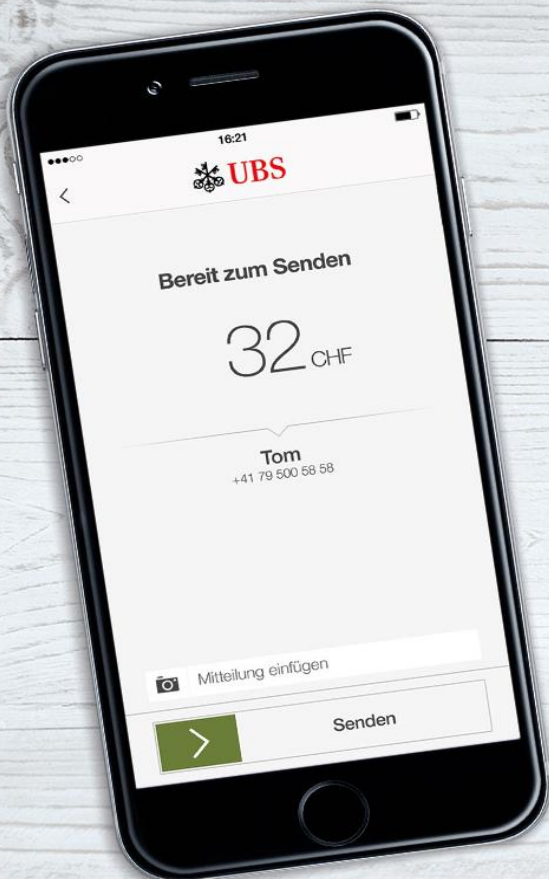 16:21
UBS
Bereit zum Senden
32 CHF
Tom
+41 79 500 58 58
Mitteilung einfügen
Senden